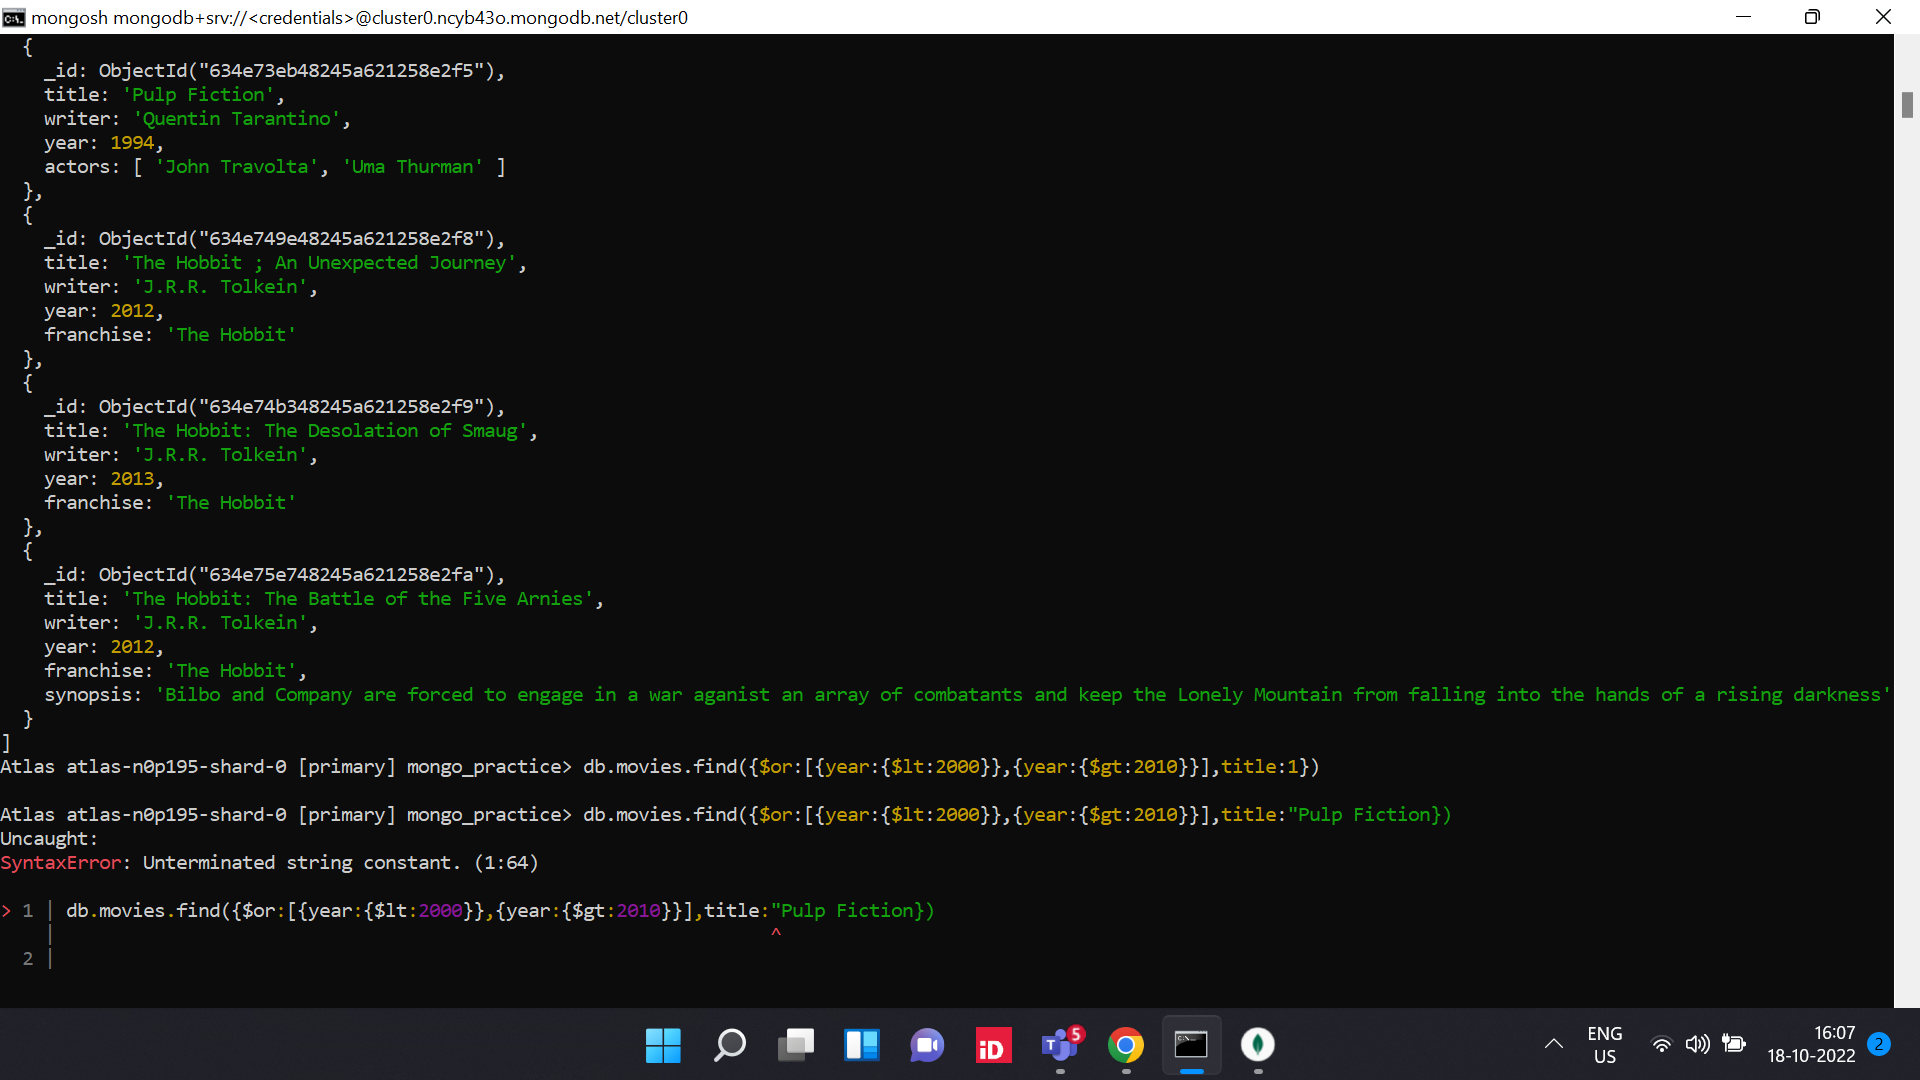 mongosh mongodb+srv://<credentials>@cluster0.ncyb43o.mongodb.net/cluster0
{
_id: ObjectId("634e73eb48245a621258e2f5"),
title: 'Pulp Fiction',
writer: 'Quentin Tarantino',
year: 1994,
actors: [ 'John Travolta', 'Uma Thurman' ]
},
{
_id: ObjectId("634e749e48245a621258e2f8"),
title: 'The Hobbit ; An Unexpected Journey',
writer: 'J.R.R. Tolkein',
year: 2012,
franchise: 'The Hobbit'
},
{
_id: ObjectId("634e74b348245a621258e2f9"),
title: 'The Hobbit: The Desolation of Smaug',
writer: 'J.R.R. Tolkein',
year: 2013,
franchise: 'The Hobbit'
},
{
_id: ObjectId("634e75e748245a621258e2fa"),
title: 'The Hobbit: The Battle of the Five Arnies',
writer: 'J.R.R. Tolkein',
year: 2012,
franchise: 'The Hobbit',
synopsis: 'Bilbo and Company are forced to engage in a war aganist an array of combatants and keep the Lonely Mountain from falling into the hands of a rising darkness'
}
]
Atlas atlas-n0p195-shard-0 [primary] mongo_practice> db.movies.find({$or:[{year:{$lt:2000}},{year:{$gt:2010}}],title:1})
Atlas atlas-n0p195-shard-0 [primary] mongo_practice> db.movies.find({$or:[{year:{$lt:2000}},{year:{$gt:2010}}],title:"Pulp Fiction})
Uncaught:
SyntaxError: Unterminated string constant. (1:64)
> 1 | db.movies.find({$or:[{year:{$lt:2000}},{year:{$gt:2010}}],title:"Pulp Fiction})
| ^
2 |
iD
T
5
ENG
US
16:07
18-10-2022
2